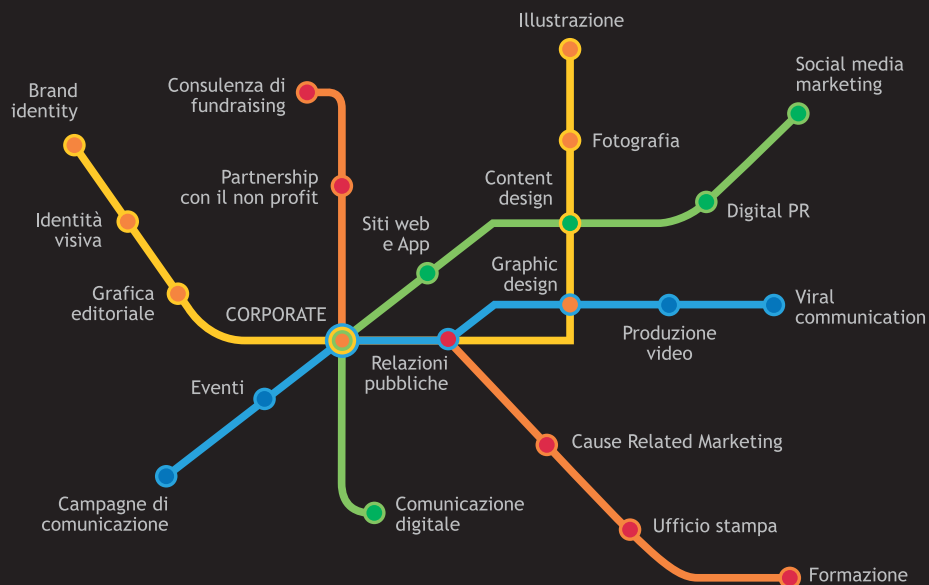 Illustrazione
Social media
marketing
Brand
identity
Consulenza di
fundraising
Fotografia
Partnership
con il non profit
Content
design
Digital PR
Identità
visiva
Siti web
e App
Graphic
design
Grafica
editoriale
CORPORATE
Viral
communication
Produzione
video
Relazioni
pubbliche
Eventi
Cause Related Marketing
Campagne di
comunicazione
Comunicazione
digitale
Ufficio stampa
Formazione